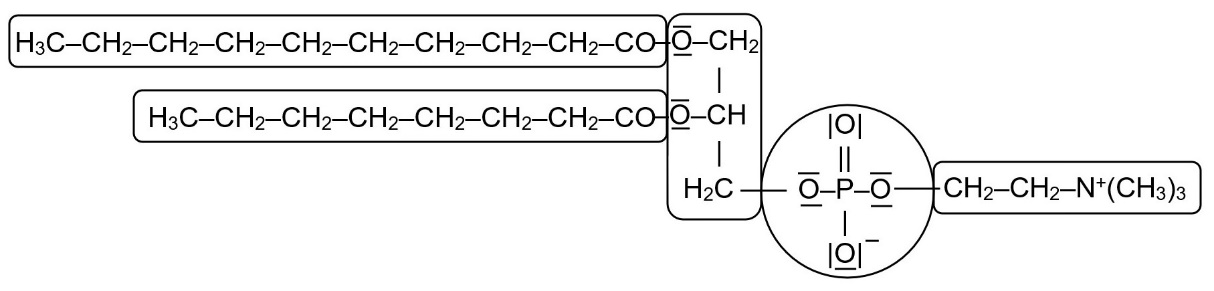 H₃C–CH₂–CH₂–CH₂–CH₂–CH₂–CH₂–CH₂–CH₂–CO–O–CH₂
H₃C–CH₂–CH₂–CH₂–CH₂–CH₂–CH₂–CO–O–CH
|O|
H₂C–O–P–O–CH₂–CH₂–N⁺(CH₃)₃
|O|⁻